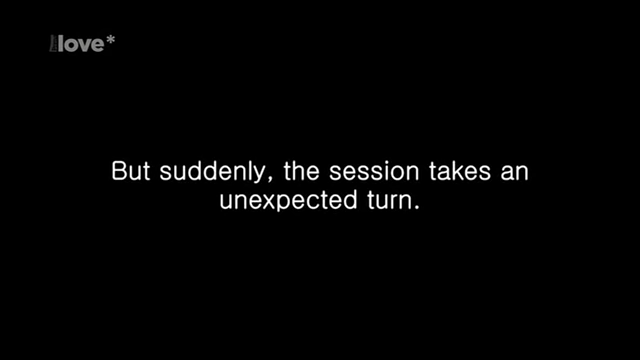 love*
But suddenly, the session takes an
unexpected turn.